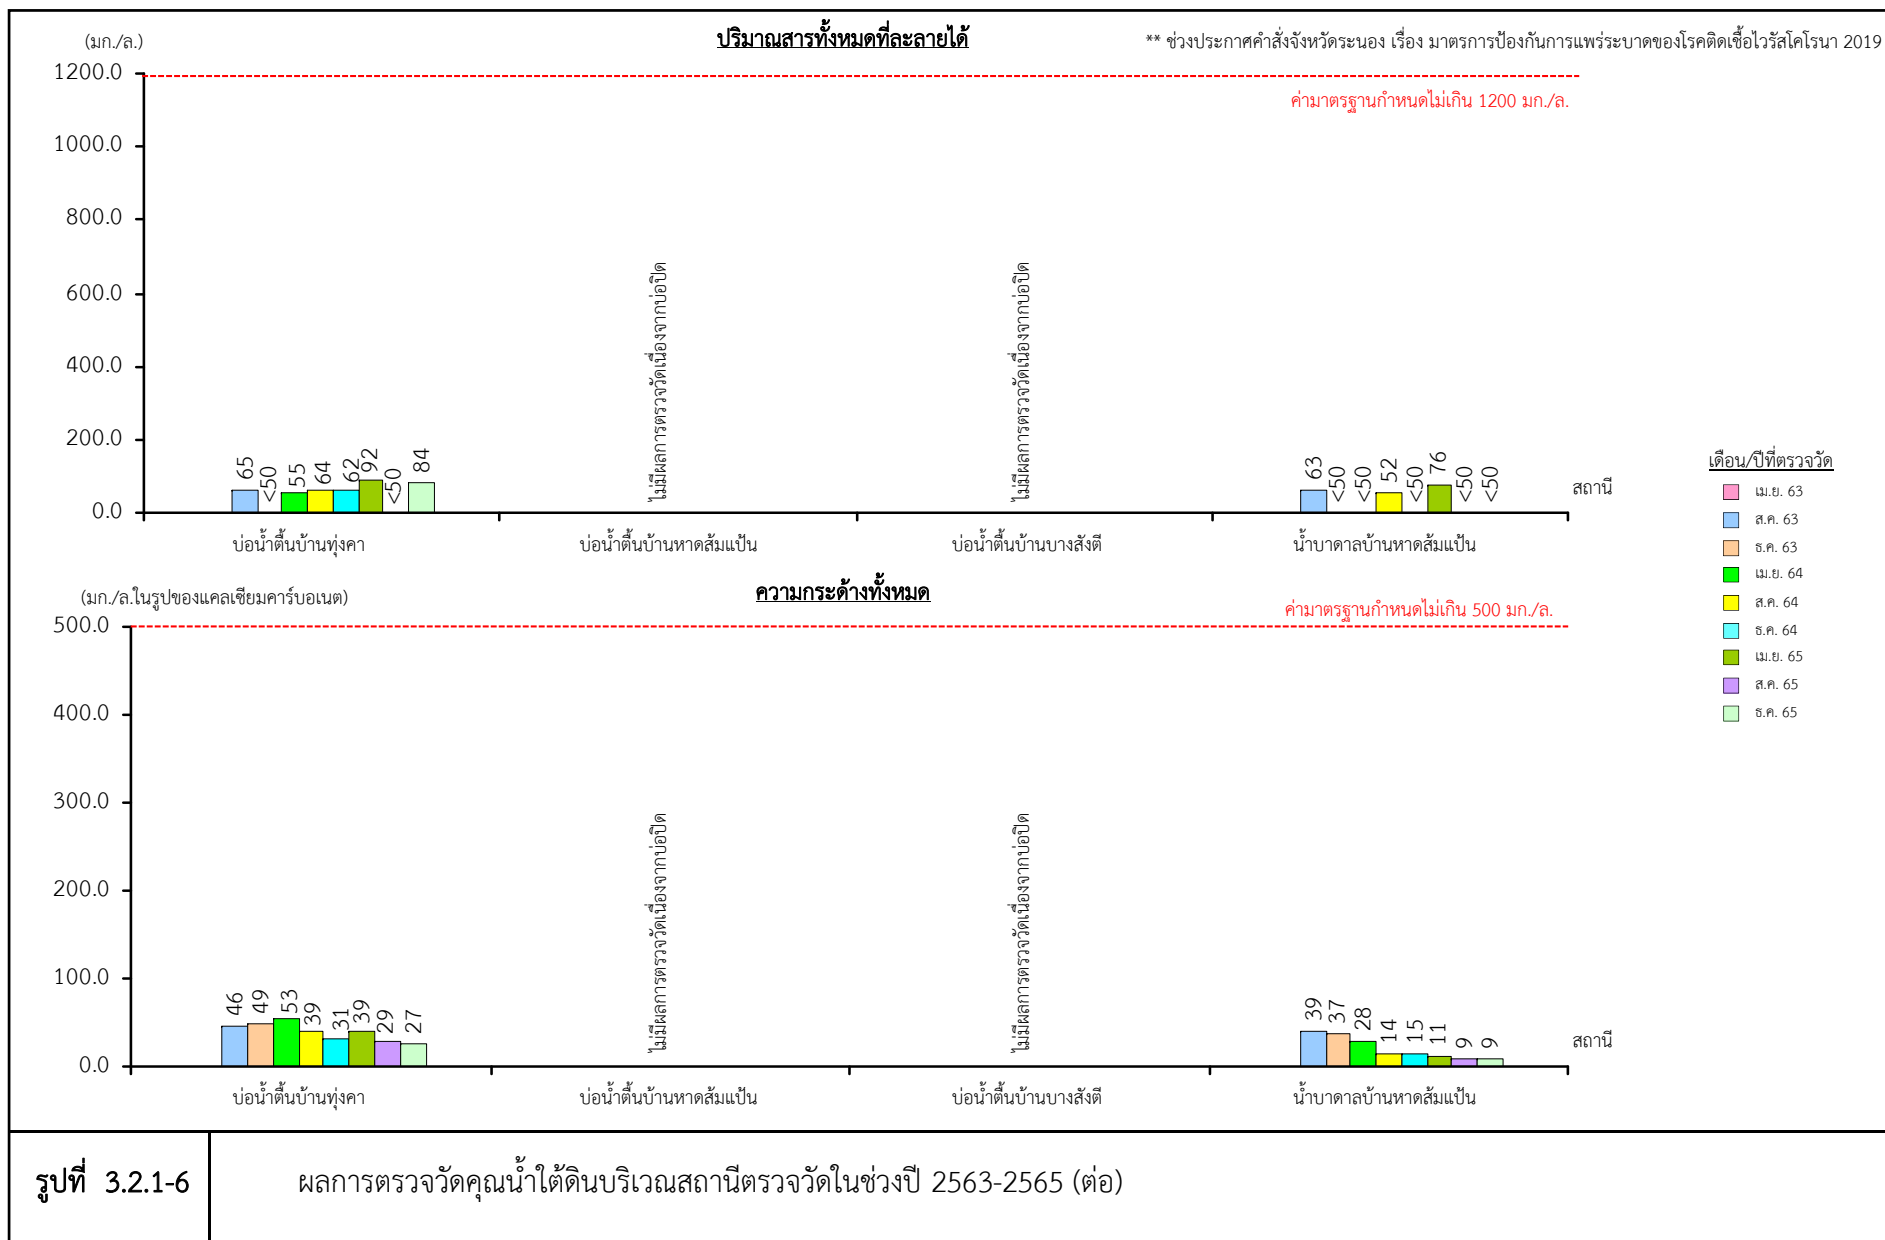 ปริมาณสารทั้งหมดที่ละลายได้
(มก./ล.)
** ช่วงประกาศคำสั่งจังหวัดระนอง เรื่อง มาตรการป้องกันการแพร่ระบาดของโรคติดเชื้อไวรัสโคโรนา 2019
ค่ามาตรฐานกำหนดไม่เกิน 1200 มก./ล.
1200.0
1000.0
800.0
600.0
400.0
200.0
0.0
65 <50 55 64 62 92 <50 84
ไม่มีผลการตรวจวัดเนื่องจากบ่อปิด
ไม่มีผลการตรวจวัดเนื่องจากบ่อปิด
63 <50 <50 52 <50 76 <50 <50
สถานี
บ่อน้ำตื้นบ้านทุ่งคา
บ่อน้ำตื้นบ้านหาดส้มแป้น
บ่อน้ำตื้นบ้านบางสังตี
น้ำบาดาลบ้านหาดส้มแป้น
เดือน/ปีที่ตรวจวัด
เม.ย. 63
ส.ค. 63
ธ.ค. 63
เม.ย. 64
ส.ค. 64
ธ.ค. 64
เม.ย. 65
ส.ค. 65
ธ.ค. 65
ความกระด้างทั้งหมด
(มก./ล.ในรูปของแคลเซียมคาร์บอเนต)
ค่ามาตรฐานกำหนดไม่เกิน 500 มก./ล.
500.0
400.0
300.0
200.0
100.0
0.0
46 49 53 39 31 39 29 27
ไม่มีผลการตรวจวัดเนื่องจากบ่อปิด
ไม่มีผลการตรวจวัดเนื่องจากบ่อปิด
39 37 28 14 15 11 9 9
สถานี
บ่อน้ำตื้นบ้านทุ่งคา
บ่อน้ำตื้นบ้านหาดส้มแป้น
บ่อน้ำตื้นบ้านบางสังตี
น้ำบาดาลบ้านหาดส้มแป้น
รูปที่ 3.2.1-6
ผลการตรวจวัดคุณน้ำใต้ดินบริเวณสถานีตรวจวัดในช่วงปี 2563-2565 (ต่อ)